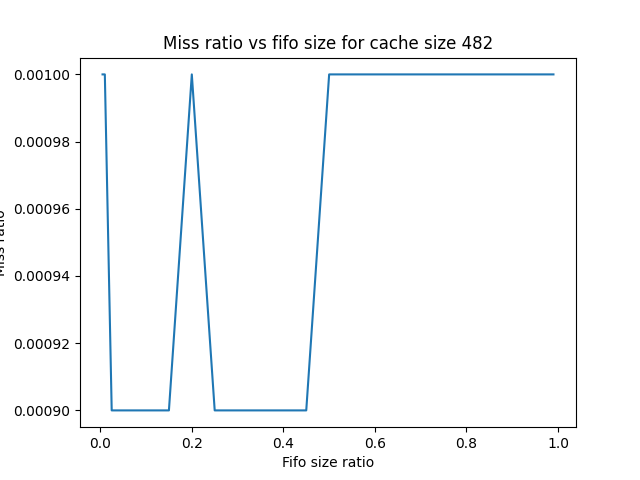 Miss ratio vs fifo size for cache size 482
0.00100
0.00098
0.00096
0.00094
0.00092
0.00090
Miss ratio
0.0 0.2 0.4 0.6 0.8 1.0
Fifo size ratio